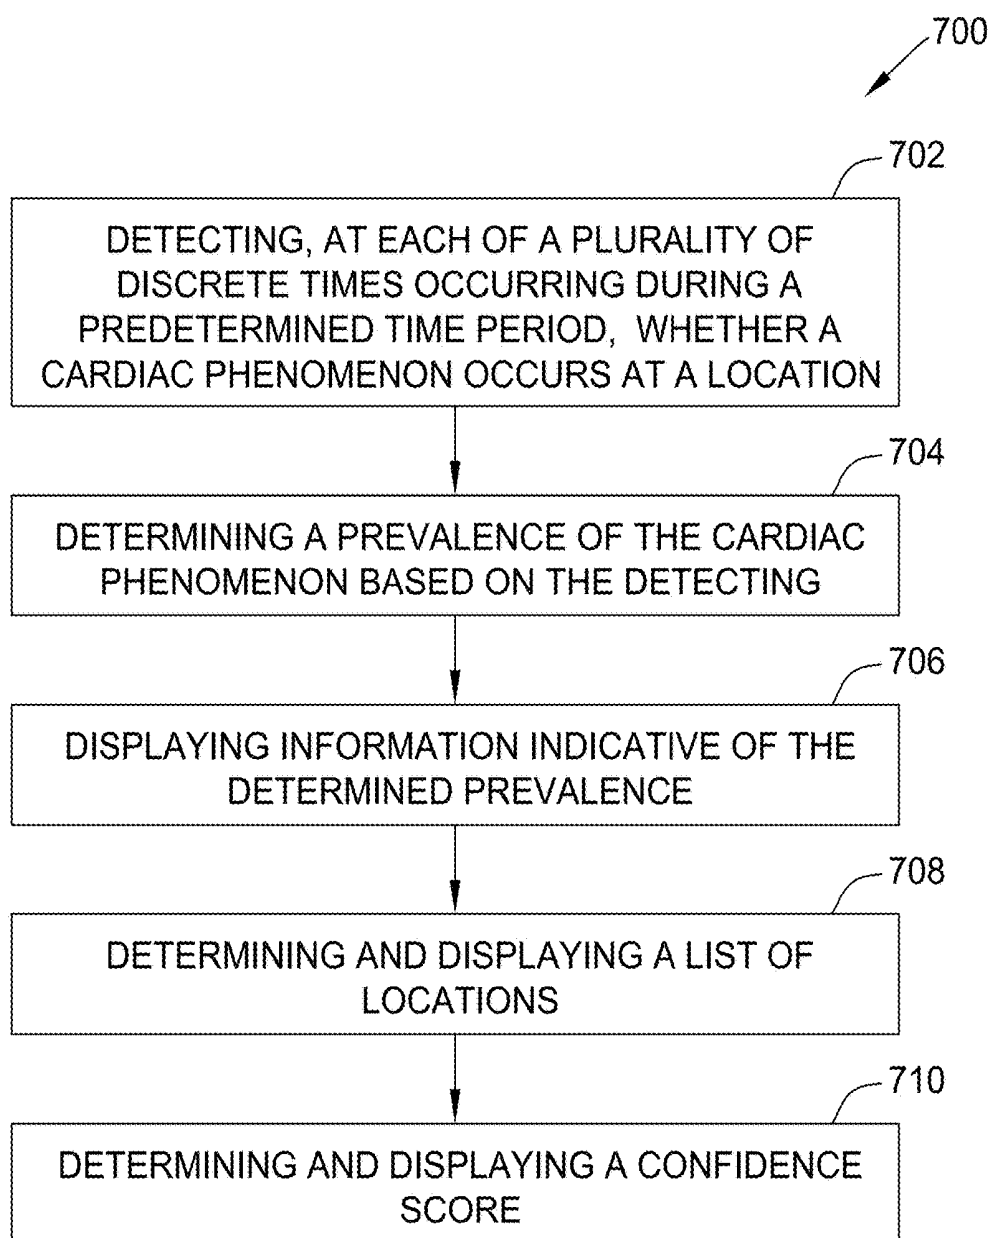 700
702
DETECTING, AT EACH OF A PLURALITY OF
DISCRETE TIMES OCCURRING DURING A
PREDETERMINED TIME PERIOD, WHETHER A
CARDIAC PHENOMENON OCCURS AT A LOCATION
704
DETERMINING A PREVALENCE OF THE CARDIAC
PHENOMENON BASED ON THE DETECTING
706
DISPLAYING INFORMATION INDICATIVE OF THE
DETERMINED PREVALENCE
708
DETERMINING AND DISPLAYING A LIST OF
LOCATIONS
710
DETERMINING AND DISPLAYING A CONFIDENCE
SCORE